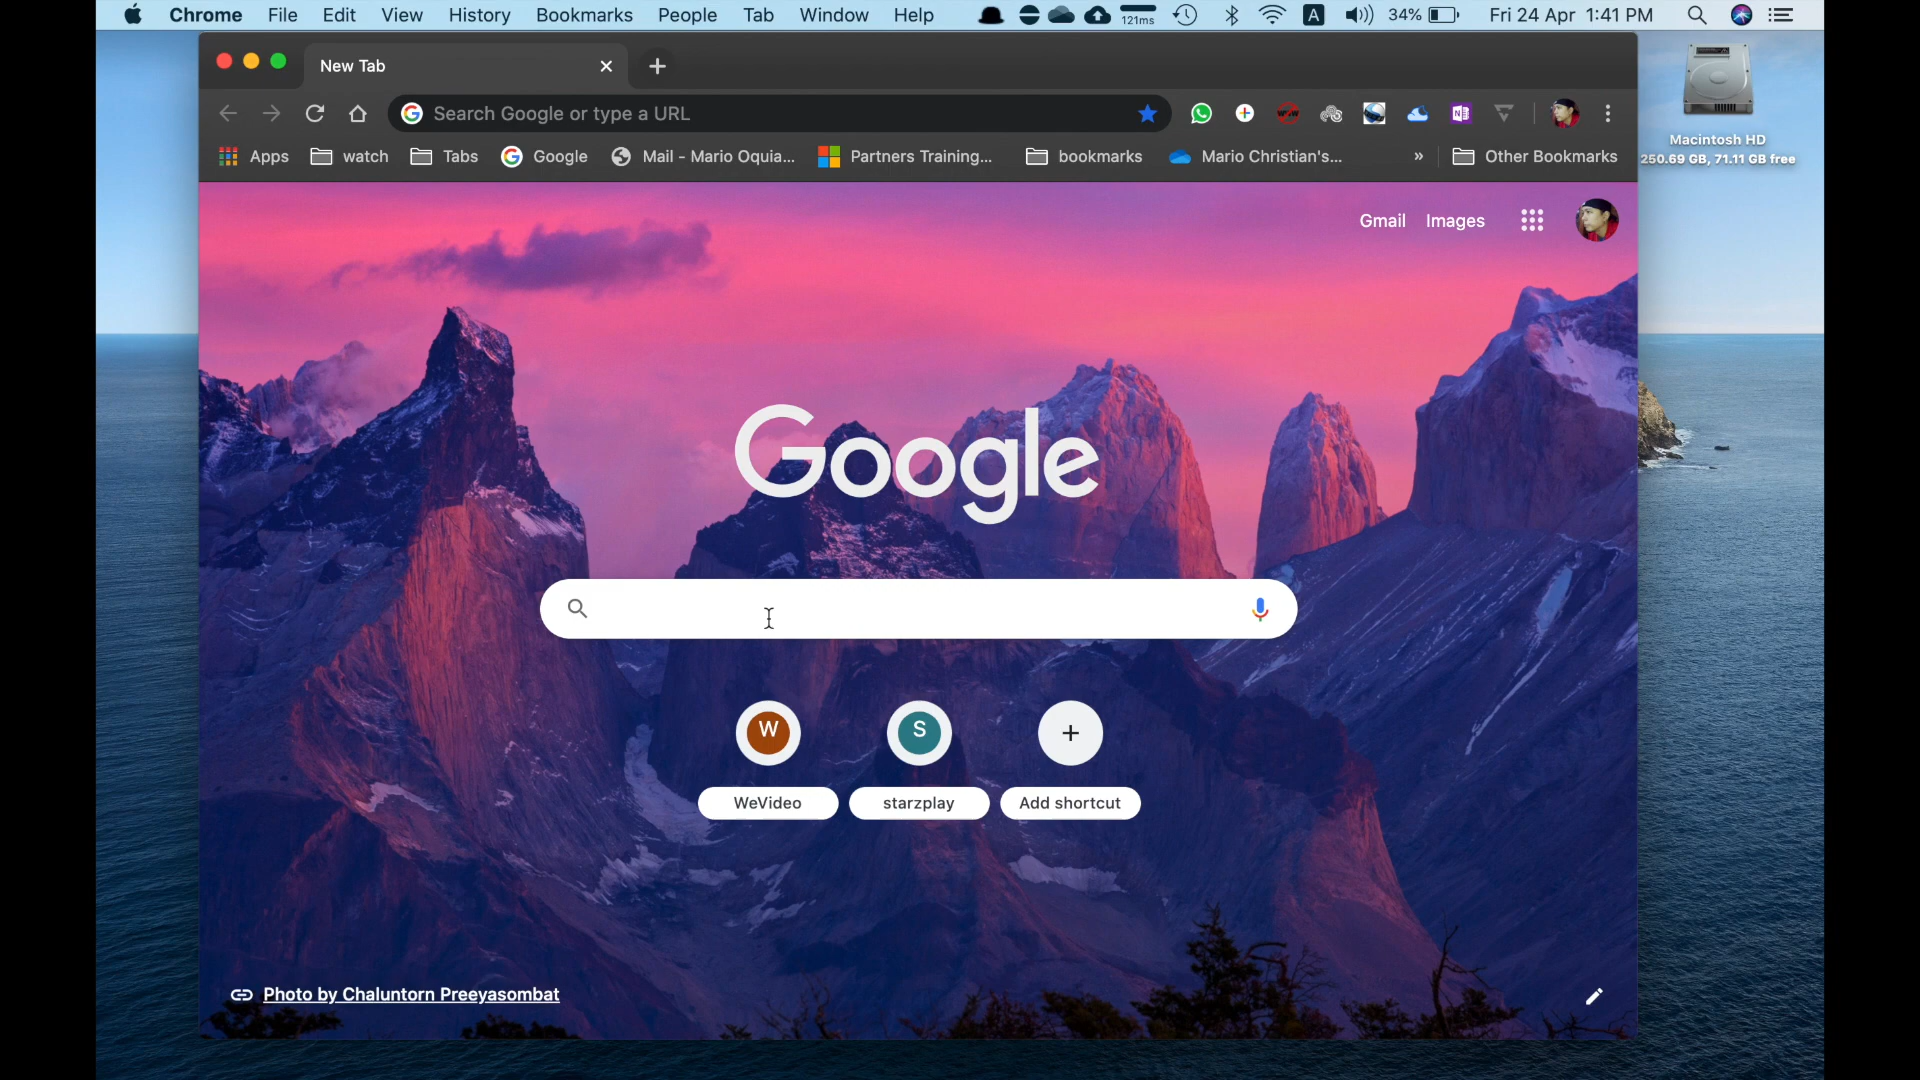 Chrome File Edit View History Bookmarks People Tab Window Help 121ms A 34% Fri 24 Apr 1:41 PM
New Tab
Search Google or type a URL
Apps watch Tabs Google Mail - Mario Oquia... Partners Training... bookmarks Mario Christian's... » Other Bookmarks
Macintosh HD
250.69 GB, 71.11 GB free
Gmail Images
Google
W S
WeVideo starzplay Add shortcut
Photo by Chaluntorn Preeyasombat